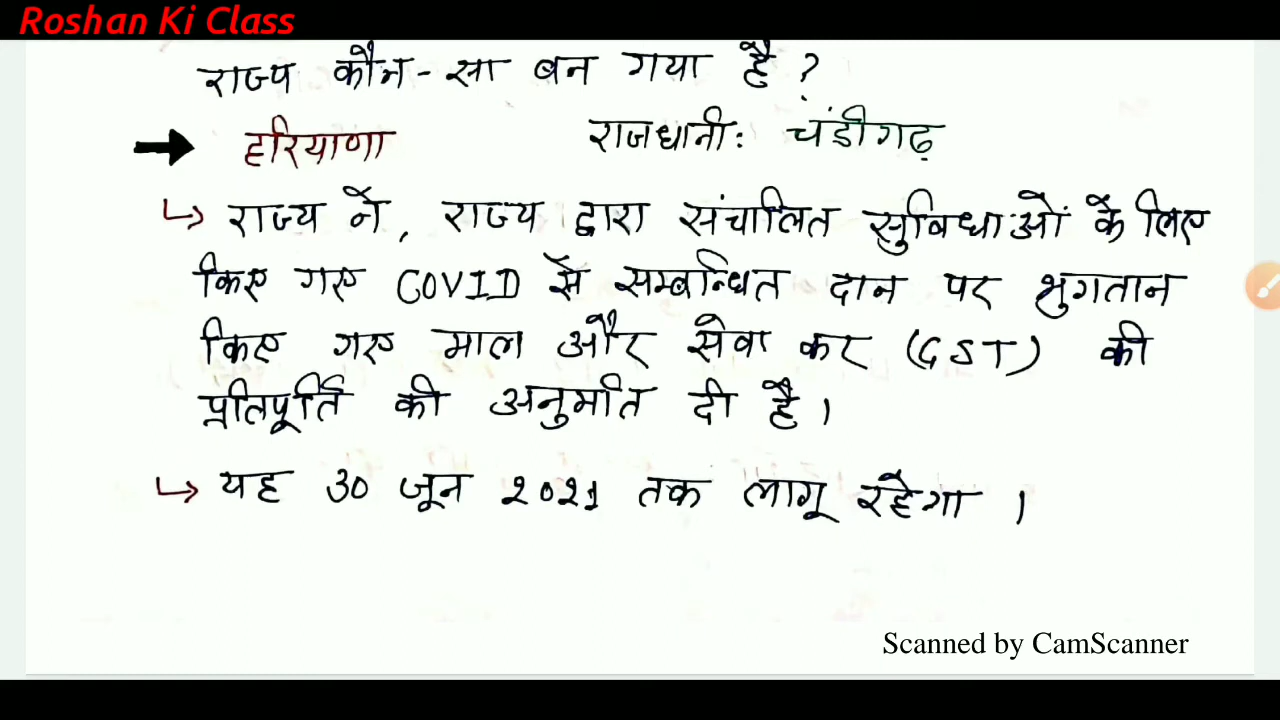 Roshan Ki Class
राज्य कौन-सा बन गया है ?
हरियाणा राजधानी: चंडीगढ़
राज्य ने, राज्य द्वारा संचालित सुविधाओं के लिए
किए गए COVID से सम्बन्धित दान पर भुगतान
किए गए माल और सेवा कर (GST) की
प्रतिपूर्ति की अनुमति दी है।
यह 30 जून 2021 तक लागू रहेगा ।
Scanned by CamScanner